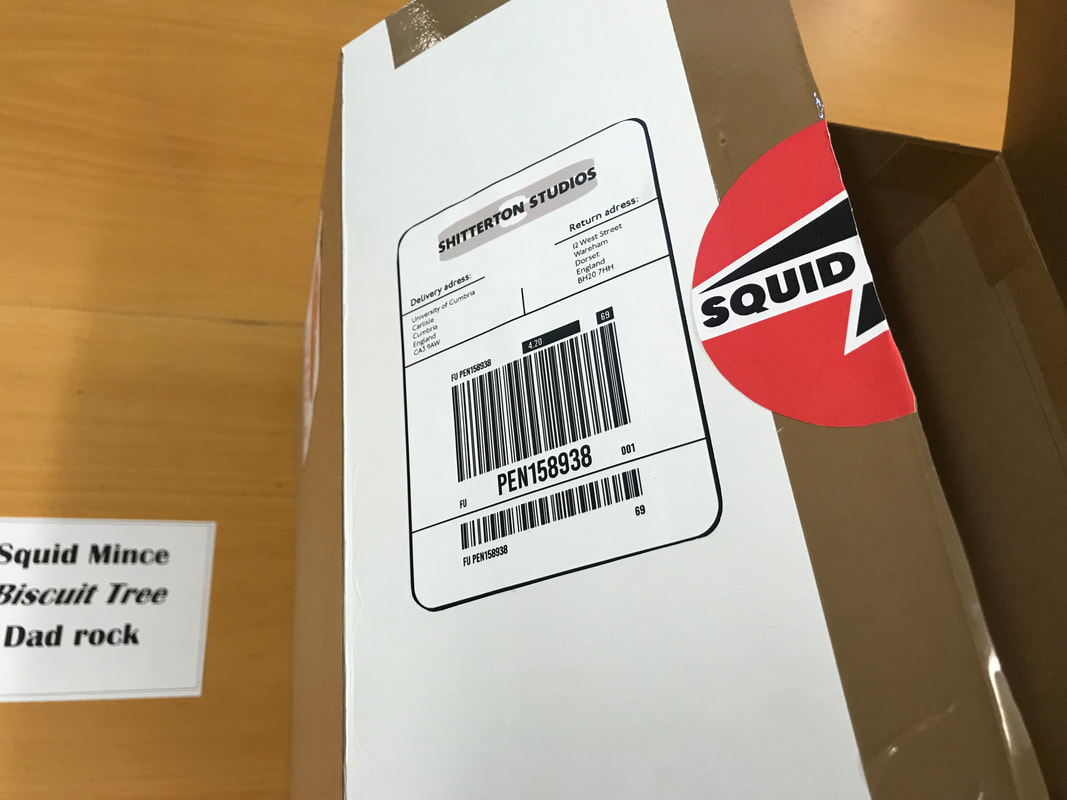 SHITTERTON STUDIOS
Return adress:
12 West Street
Wareham
Dorset
England
BH20 7HH
Delivery adress:
University of Cumbria
Carlisle
Cumbria
England
CA3 9AW
4.20
69
FU PEN158938
FU
PEN158938
001
69
FU PEN158938
SQUID
Squid Mince
Biscuit Tree
Dad rock